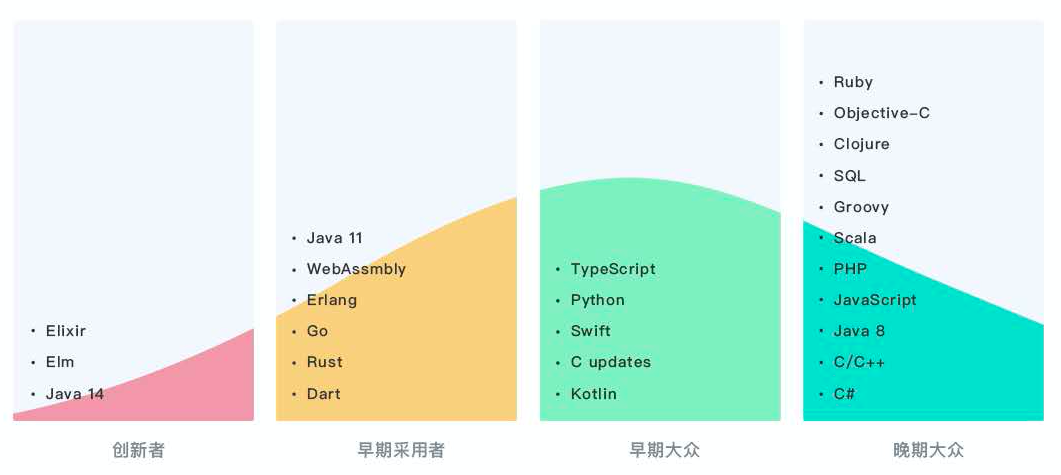 • Elixir
• Elm
• Java 14
创新者
• Java 11
• WebAssmbly
• Erlang
• Go
• Rust
• Dart
早期采用者
• TypeScript
• Python
• Swift
• C updates
• Kotlin
早期大众
• Ruby
• Objective-C
• Clojure
• SQL
• Groovy
• Scala
• PHP
• JavaScript
• Java 8
• C/C++
• C#
晚期大众